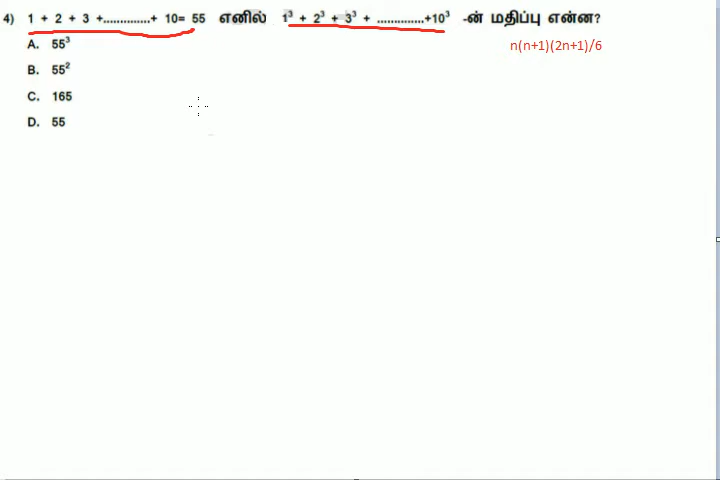 4) 1 + 2 + 3 +..............+ 10= 55 எனில் 1³ + 2³ + 3³ + ..............+10³ -ன் மதிப்பு என்ன?
n(n+1)(2n+1)/6
A. 55³
B. 55²
C. 165
D. 55